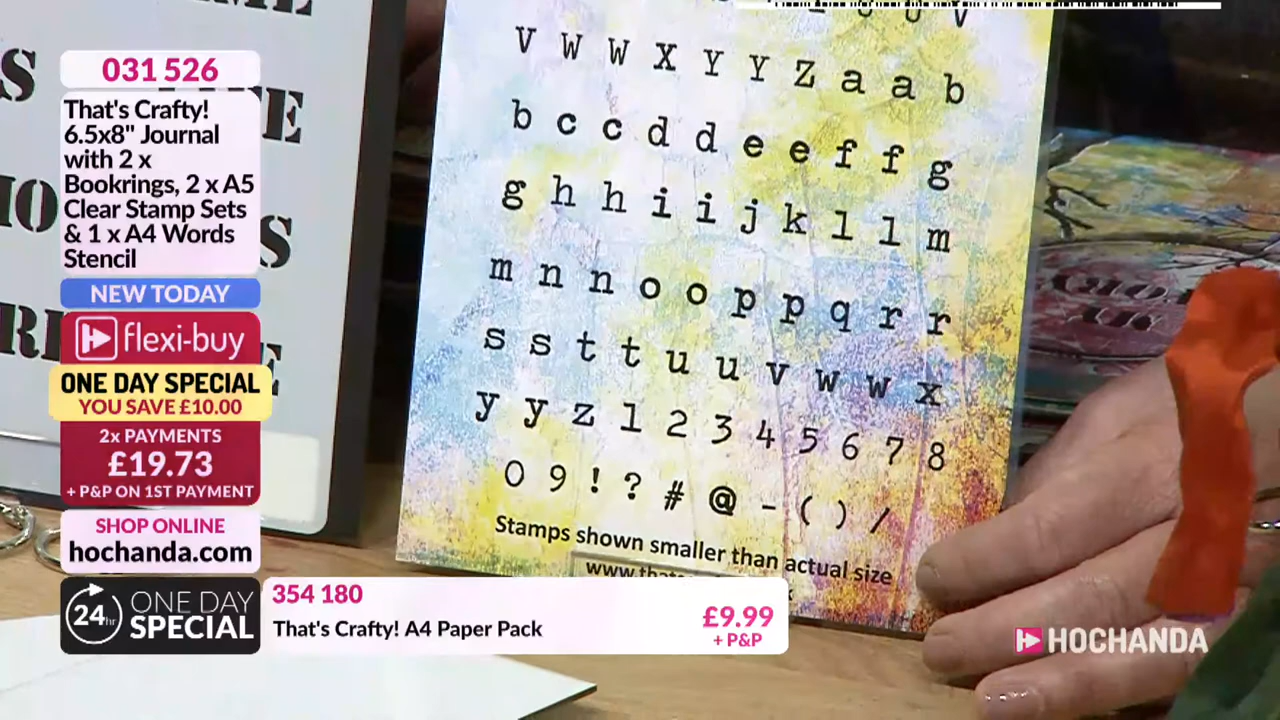 031 526
That's Crafty!
6.5x8" Journal
with 2 x
Bookrings, 2 x A5
Clear Stamp Sets
& 1 x A4 Words
Stencil
NEW TODAY
flexi-buy
ONE DAY SPECIAL
YOU SAVE £10.00
2x PAYMENTS
£19.73
+ P&P ON 1ST PAYMENT
SHOP ONLINE
hochanda.com
24hr ONE DAY
SPECIAL
354 180
That's Crafty! A4 Paper Pack
£9.99
+ P&P
V W W X Y Y Z a a b
b c c d d e e f f g
g h h i i j k l l m
m n n o o p p q r r
s s t t u u v w w x
y y z 1 2 3 4 5 6 7 8
0 9 ! ? # @ - ( ) /
Stamps shown smaller than actual size
HOCHANDA